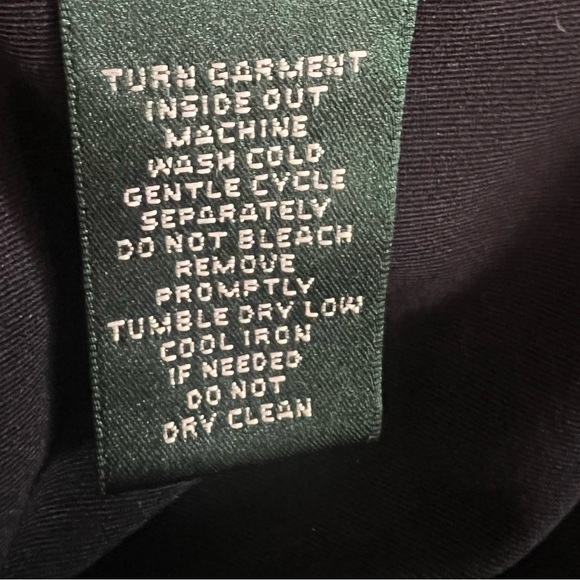 TURN GARMENT
INSIDE OUT
MACHINE
WASH COLD
GENTLE CYCLE
SEPARATELY
DO NOT BLEACH
REMOVE
PROMPTLY
TUMBLE DRY LOW
COOL IRON
IF NEEDED
DO NOT
DRY CLEAN